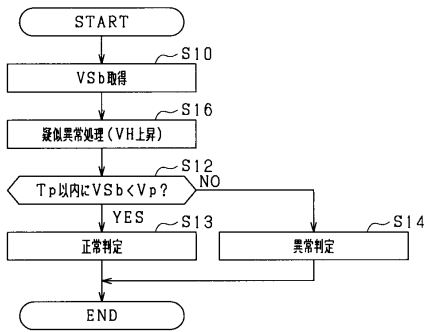 START
S10
VSb取得
S16
疑似異常処理(VH上昇)
S12
Tp以内にVSb<Vp?
NO
YES
S13
S14
正常判定
異常判定
END